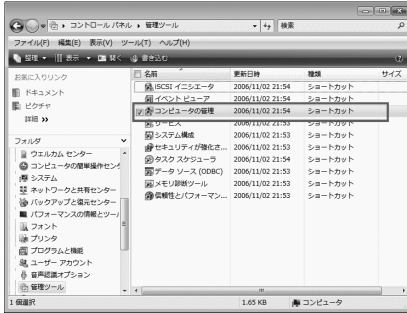 コントロール パネル ▸ 管理ツール
検索
ファイル(F) 編集(E) 表示(V) ツール(T) ヘルプ(H)
整理 表示 開く 書き込む
お気に入りリンク
ドキュメント
ピクチャ
詳細 »
フォルダ
ウェルカム センター
コンピュータの簡単操作セン
システム
ネットワークと共有センター
バックアップと復元センター
パフォーマンスの情報とツー
フォント
プリンタ
プログラムと機能
ユーザー アカウント
音声認識オプション
管理ツール
名前 更新日時 種類 サイズ
iSCSI イニシエータ 2006/11/02 21:54 ショートカット
イベント ビューア 2006/11/02 21:54 ショートカット
コンピュータの管理 2006/11/02 21:54 ショートカット
サービス 2006/11/02 21:53 ショートカット
システム構成 2006/11/02 21:53 ショートカット
セキュリティが強化さ... 2006/11/02 21:53 ショートカット
タスク スケジューラ 2006/11/02 21:54 ショートカット
データ ソース (ODBC) 2006/11/02 21:53 ショートカット
メモリ診断ツール 2006/11/02 21:53 ショートカット
信頼性とパフォーマン... 2006/11/02 21:53 ショートカット
1 個選択 1.65 KB コンピュータ